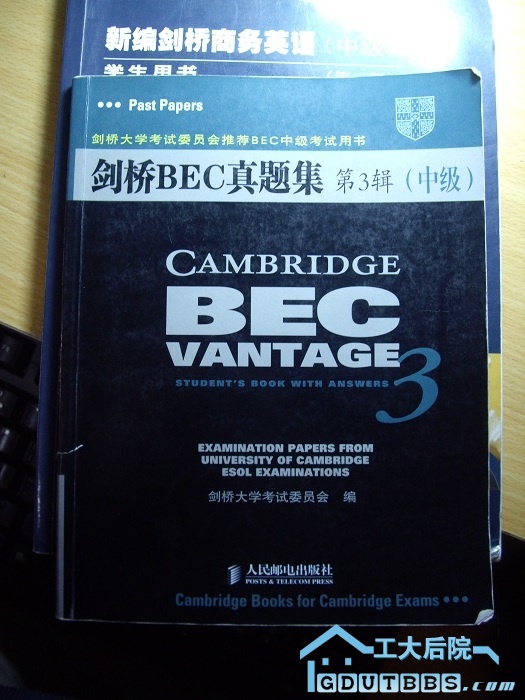 新编剑桥商务英语(中级
学生用书
••• Past Papers
剑桥大学考试委员会推荐BEC中级考试用书
剑桥BEC真题集 第3辑(中级)
CAMBRIDGE
BEC
VANTAGE 3
STUDENT'S BOOK WITH ANSWERS
EXAMINATION PAPERS FROM
UNIVERSITY OF CAMBRIDGE
ESOL EXAMINATIONS
剑桥大学考试委员会 编
人民邮电出版社
POSTS & TELECOM PRESS
Cambridge Books for Cambridge Exams •••
工大后院
GDUTBBS.com